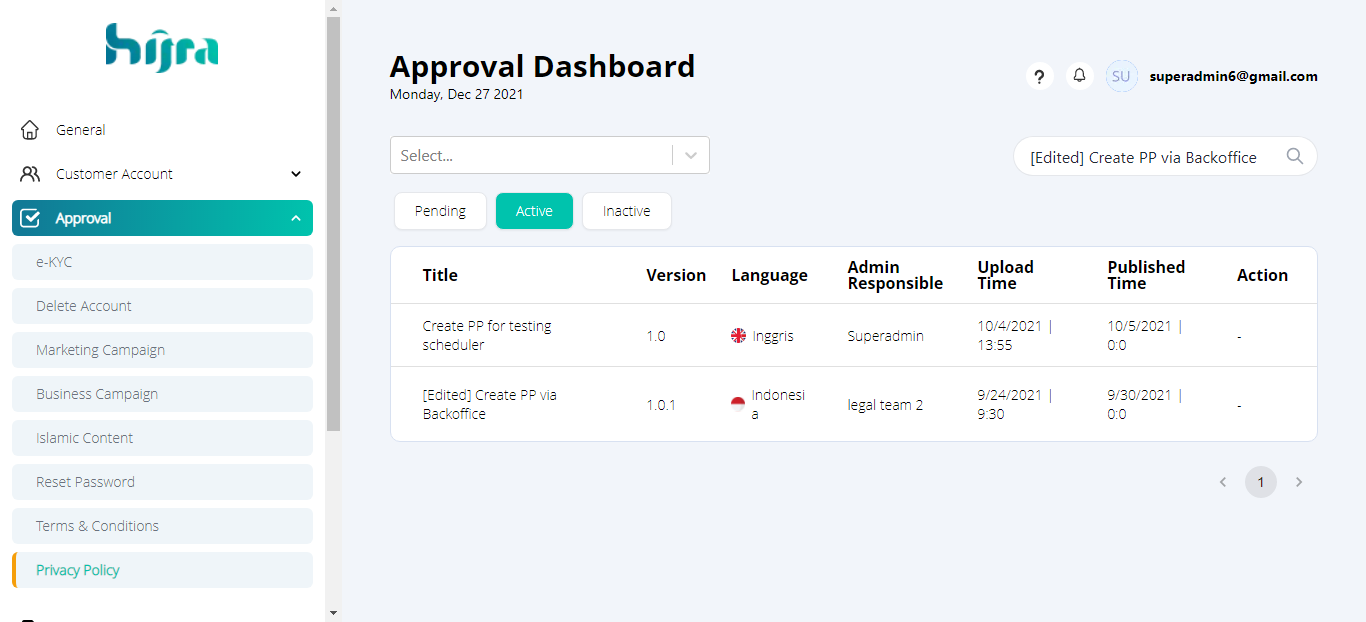 hijra
General
Customer Account
Approval
e-KYC
Delete Account
Marketing Campaign
Business Campaign
Islamic Content
Reset Password
Terms & Conditions
Privacy Policy
Approval Dashboard
Monday, Dec 27 2021
?
SU
superadmin6@gmail.com
Select...
[Edited] Create PP via Backoffice
Pending
Active
Inactive
Title
Version
Language
Admin
Responsible
Upload
Time
Published
Time
Action
Create PP for testing
scheduler
1.0
Inggris
Superadmin
10/4/2021 |
13:55
10/5/2021 |
0:0
-
[Edited] Create PP via
Backoffice
1.0.1
Indonesi
a
legal team 2
9/24/2021 |
9:30
9/30/2021 |
0:0
-
1